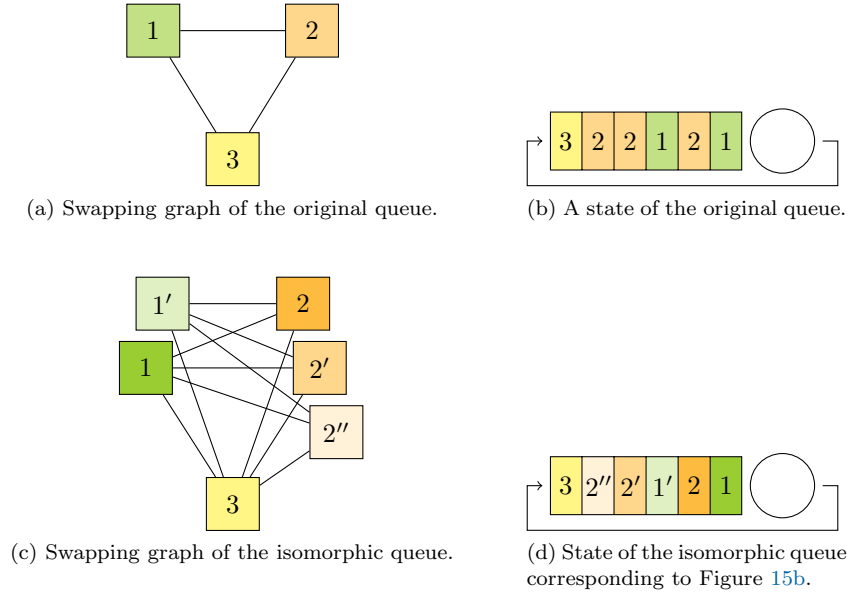 1 2
3
(a) Swapping graph of the original queue.
3 2 2 1 2 1
(b) A state of the original queue.
1′ 2
1 2′
2″
3
(c) Swapping graph of the isomorphic queue.
3 2″ 2′ 1′ 2 1
(d) State of the isomorphic queue
corresponding to Figure 15b.